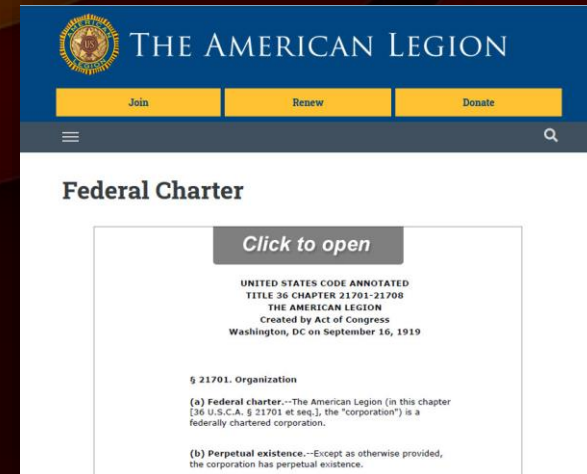 THE AMERICAN LEGION
Join
Renew
Donate
Federal Charter
Click to open
UNITED STATES CODE ANNOTATED
TITLE 36 CHAPTER 21701-21708
THE AMERICAN LEGION
Created by Act of Congress
Washington, DC on September 16, 1919
§ 21701. Organization
(a) Federal charter.--The American Legion (in this chapter
[36 U.S.C.A. § 21701 et seq.], the "corporation") is a
federally chartered corporation.
(b) Perpetual existence.--Except as otherwise provided,
the corporation has perpetual existence.